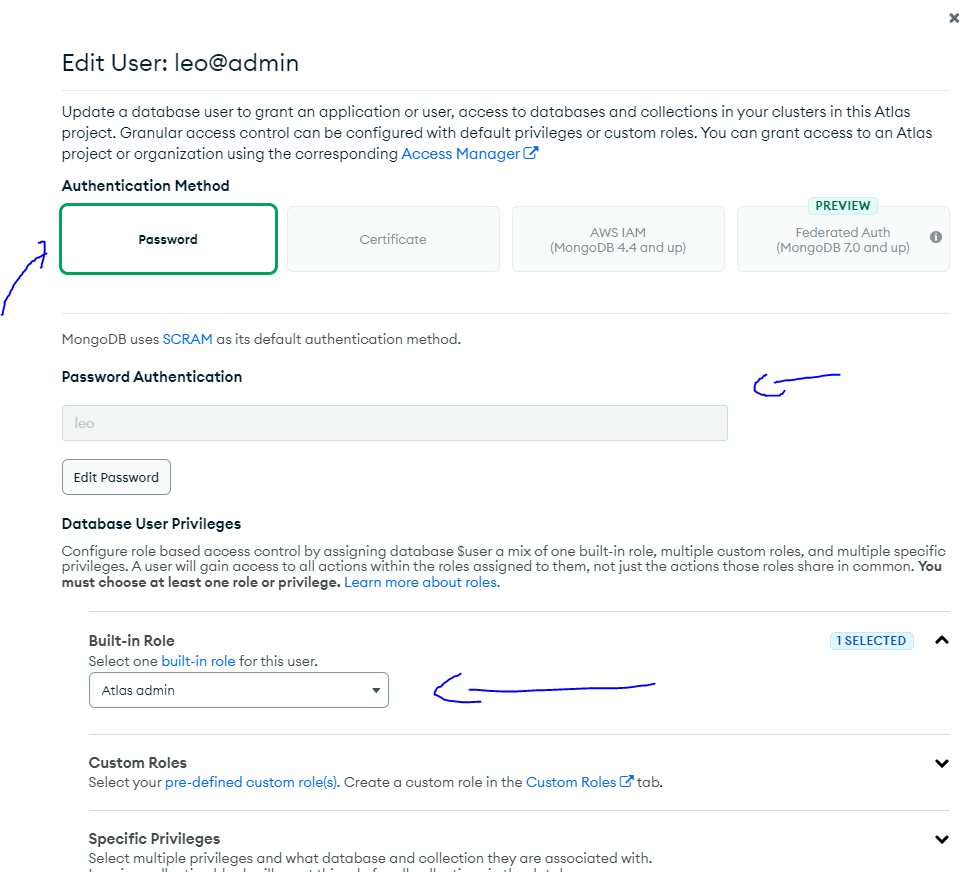 Edit User: leo@admin
Update a database user to grant an application or user, access to databases and collections in your clusters in this Atlas
project. Granular access control can be configured with default privileges or custom roles. You can grant access to an Atlas
project or organization using the corresponding Access Manager
Authentication Method
PREVIEW
Password
Certificate
AWS IAM
(MongoDB 4.4 and up)
Federated Auth
(MongoDB 7.0 and up)
MongoDB uses SCRAM as its default authentication method.
Password Authentication
leo
Edit Password
Database User Privileges
Configure role based access control by assigning database $user a mix of one built-in role, multiple custom roles, and multiple specific
privileges. A user will gain access to all actions within the roles assigned to them, not just the actions those roles share in common. You
must choose at least one role or privilege. Learn more about roles.
Built-in Role
1 SELECTED
Select one built-in role for this user.
Atlas admin
Custom Roles
Select your pre-defined custom role(s). Create a custom role in the Custom Roles tab.
Specific Privileges
Select multiple privileges and what database and collection they are associated with.